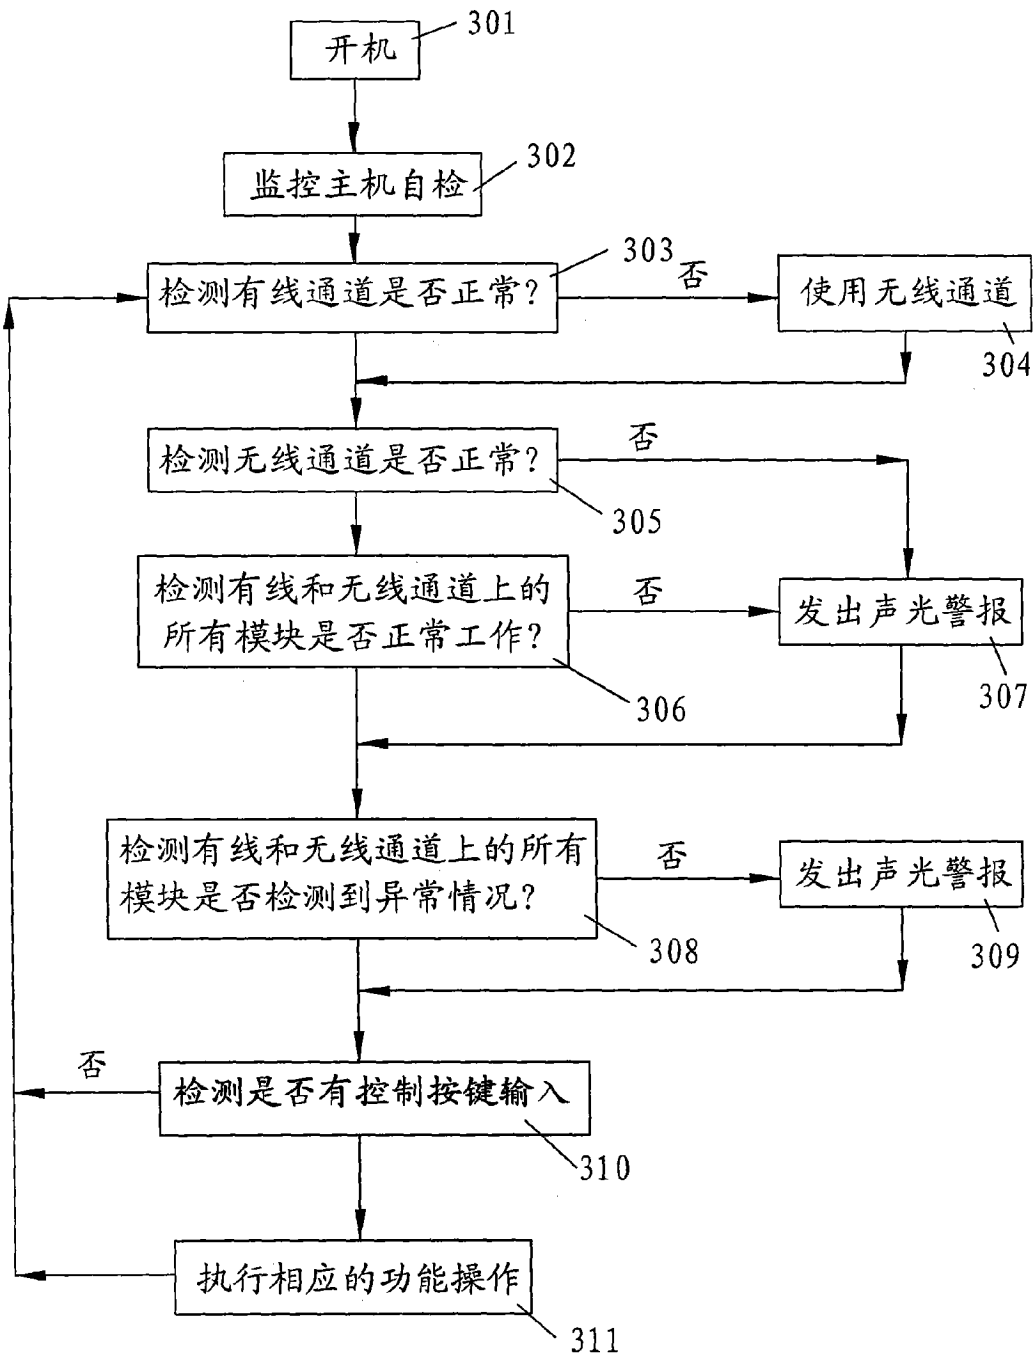 开机
301
监控主机自检
302
检测有线通道是否正常?
303
否
使用无线通道
304
检测无线通道是否正常?
305
否
检测有线和无线通道上的
所有模块是否正常工作?
306
否
发出声光警报
307
检测有线和无线通道上的所有
模块是否检测到异常情况?
308
否
发出声光警报
309
检测是否有控制按键输入
310
否
执行相应的功能操作
311